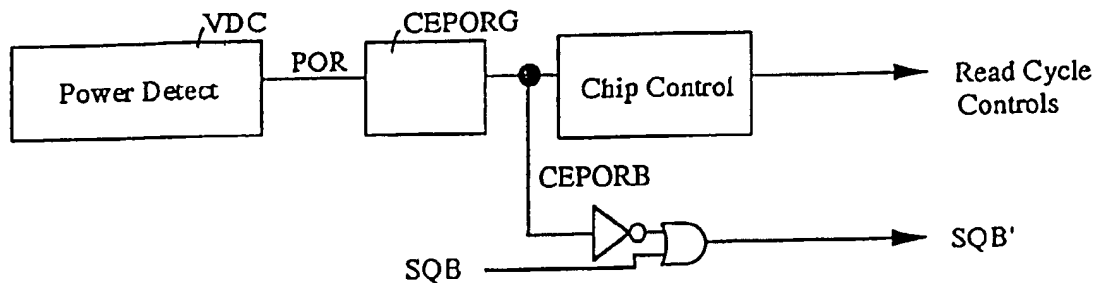 VDC
CEPORG
POR
Power Detect
Chip Control
Read Cycle
Controls
CEPORB
SQB
SQB'